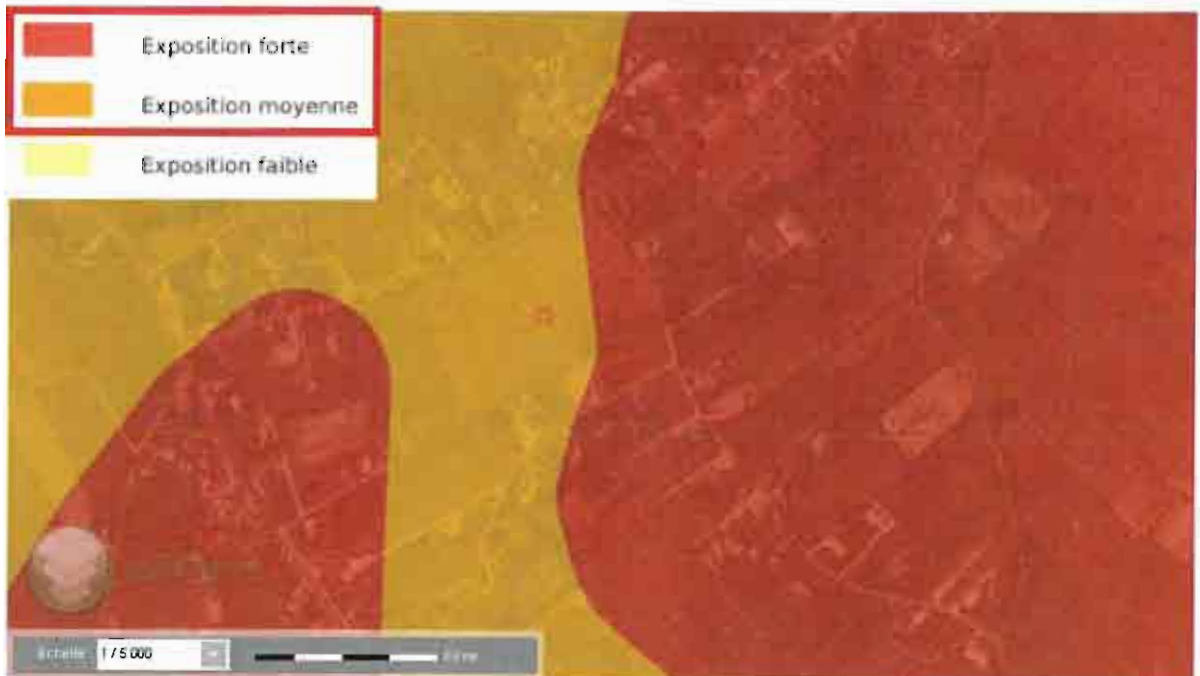 Exposition forte
Exposition moyenne
Exposition faible
Echelle 1 / 5 000